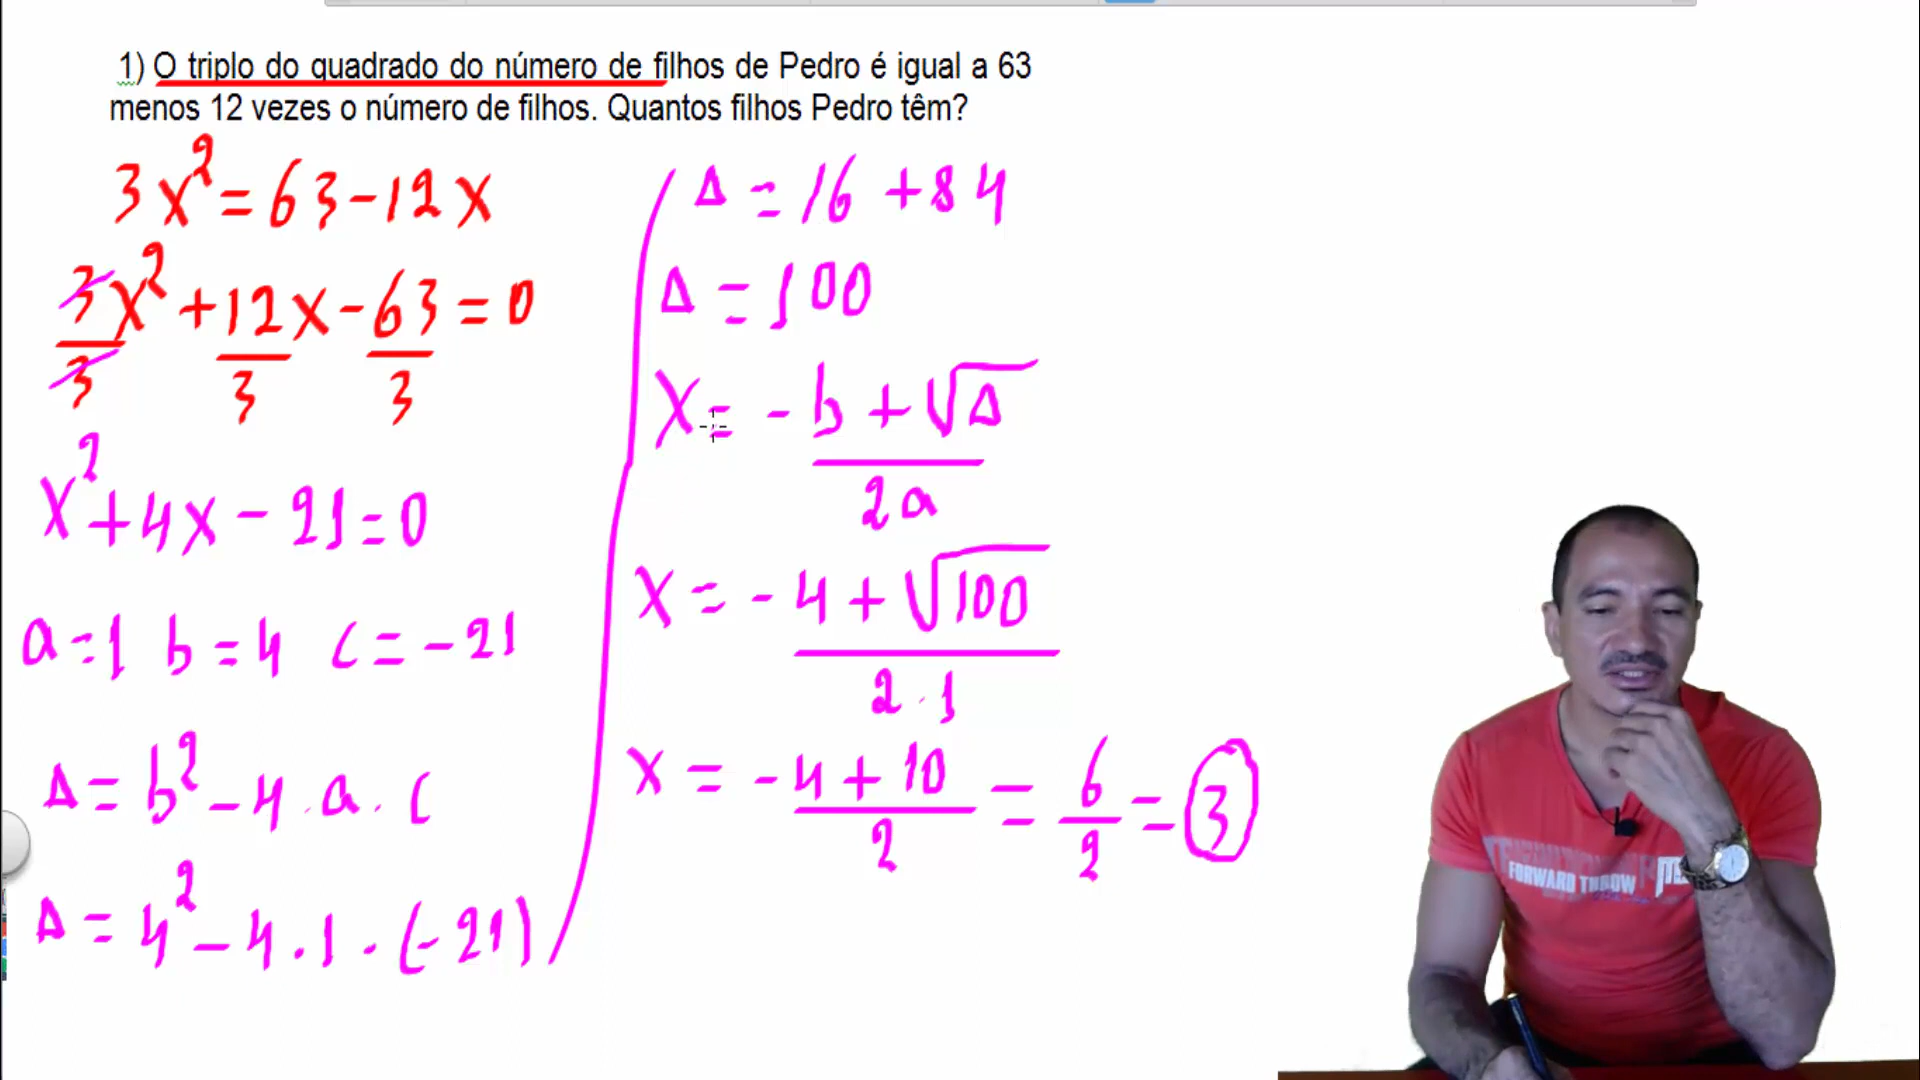 1) O triplo do quadrado do número de filhos de Pedro é igual a 63
menos 12 vezes o número de filhos. Quantos filhos Pedro têm?
3x² = 63 - 12x
3x²/3 + 12x/3 - 63/3 = 0
x² + 4x - 21 = 0
a = 1 b = 4 c = -21
Δ = b² - 4 . a . c
Δ = 4² - 4 . 1 . (-21)
Δ = 16 + 84
Δ = 100
x = -b + √Δ / 2a
x = -4 + √100 / 2 . 1
x = -4 + 10 / 2 = 6/2 = 3
FORWARD THROW